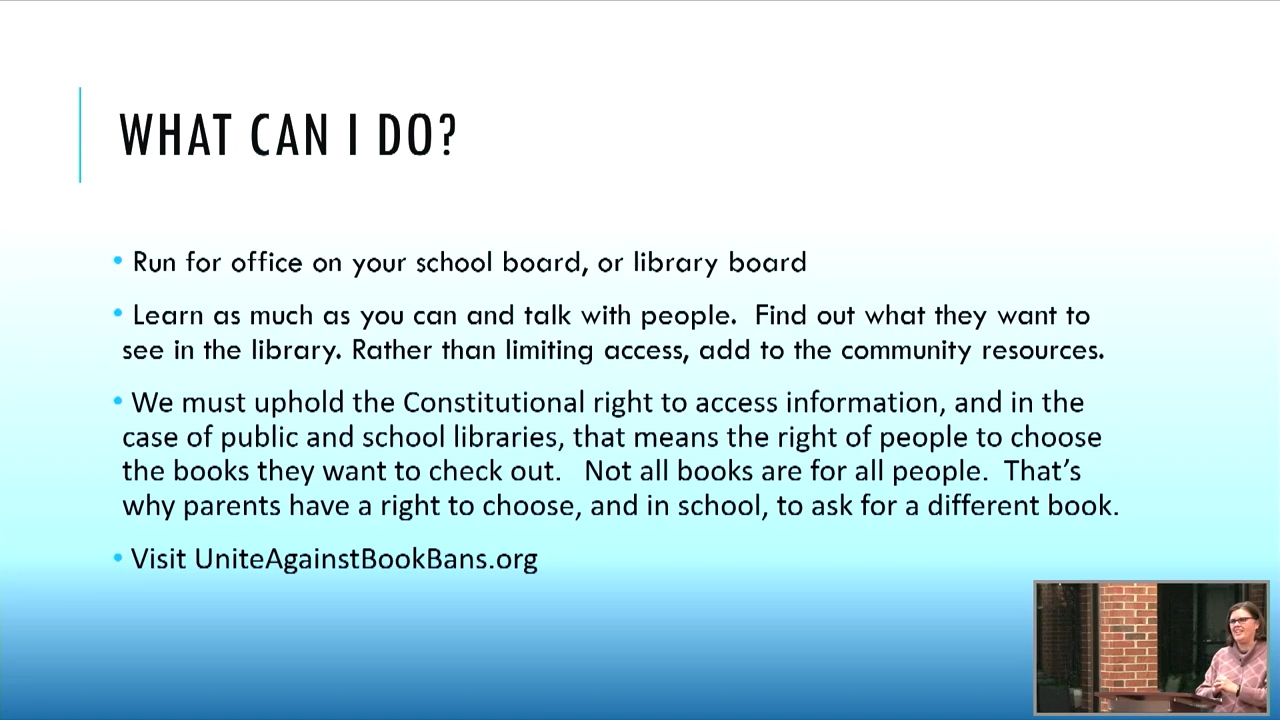 WHAT CAN I DO?
• Run for office on your school board, or library board
• Learn as much as you can and talk with people.  Find out what they want to
see in the library. Rather than limiting access, add to the community resources.
• We must uphold the Constitutional right to access information, and in the
case of public and school libraries, that means the right of people to choose
the books they want to check out.   Not all books are for all people.  That’s
why parents have a right to choose, and in school, to ask for a different book.
• Visit UniteAgainstBookBans.org